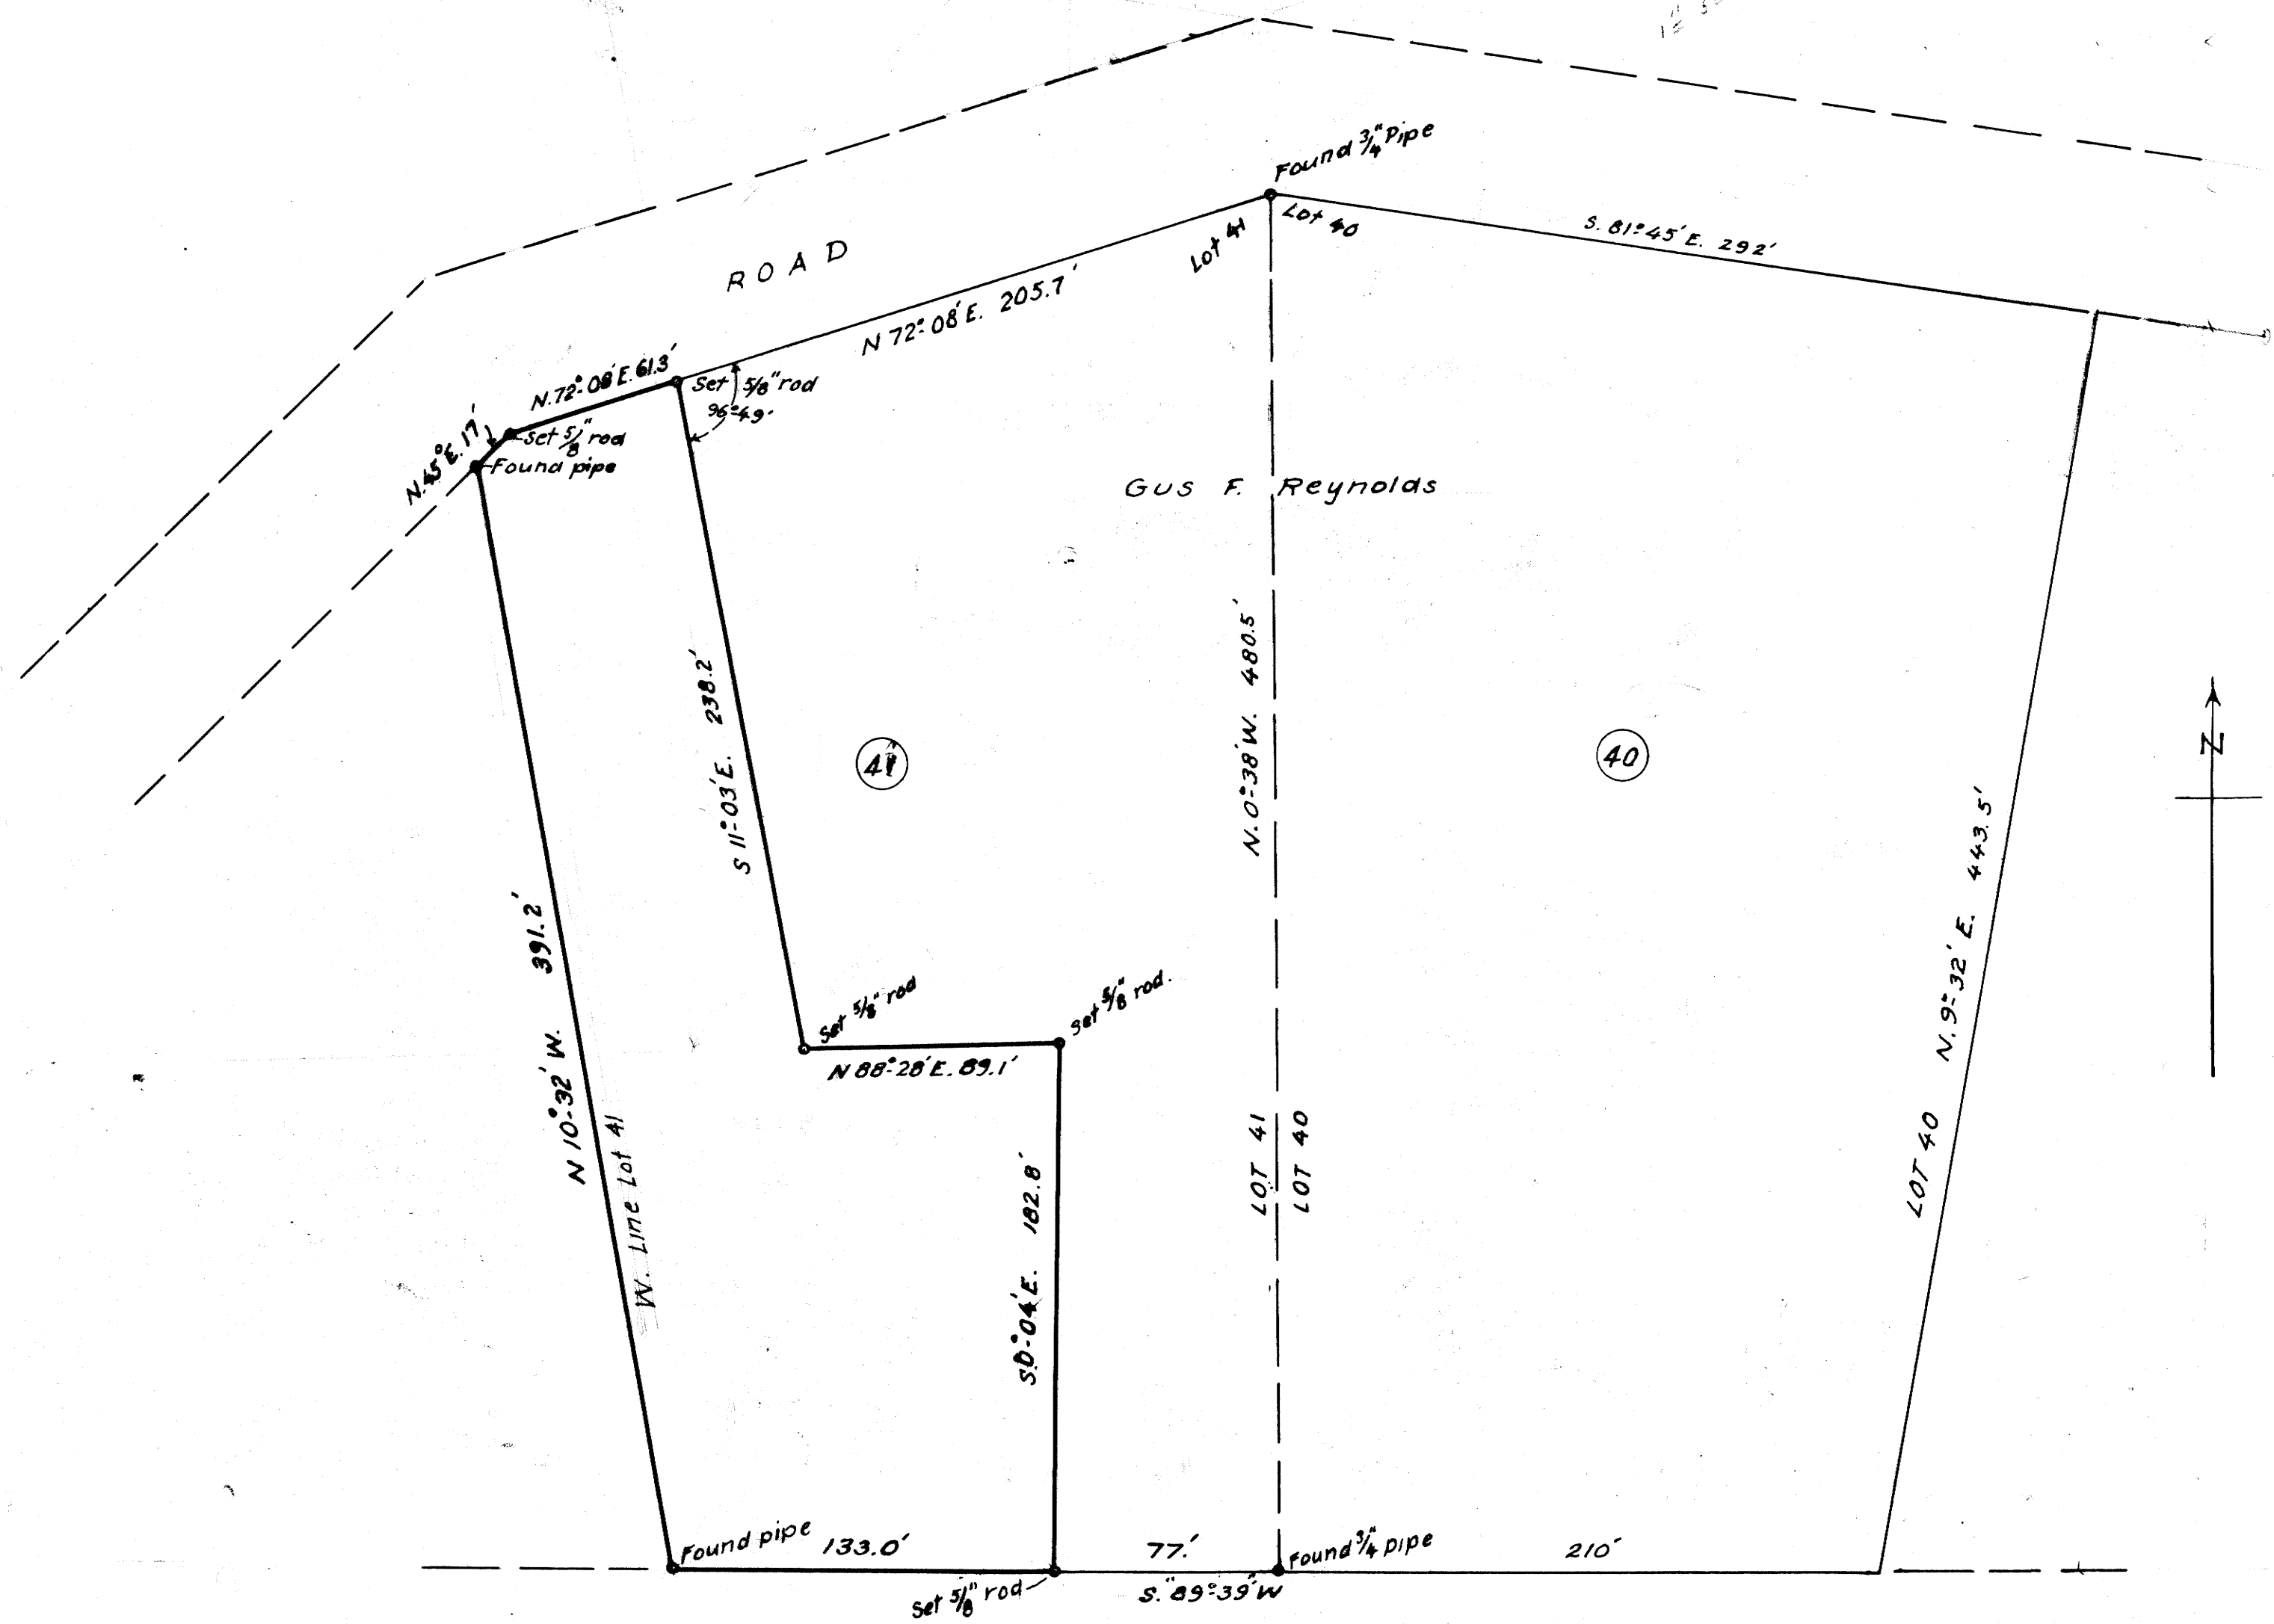 Found 3/4" Pipe
Lot 41
Lot 40
S. 81°-45' E. 292'
ROAD
N 72°-08' E. 205.7'
N. 72°-08' E. 61.3'
Set 5/8" rod
96°-49'
N. 45° E. 17'
Set 5/8" rod
Found pipe
Gus F. Reynolds
S 11°-03' E. 238.2'
41
N. 0°-38' W. 480.5'
40
N
N 10°-32' W. 391.2'
W. Line Lot 41
Set 5/8" rod
Set 5/8" rod.
N 88°-28' E. 89.1'
S. 0°-04' E. 182.8'
LOT 41
LOT 40
LOT 40 N. 9°-32' E. 443.5'
Found pipe
133.0'
77.'
Found 3/4" pipe
210'
Set 5/8" rod
S. 89°-39' W